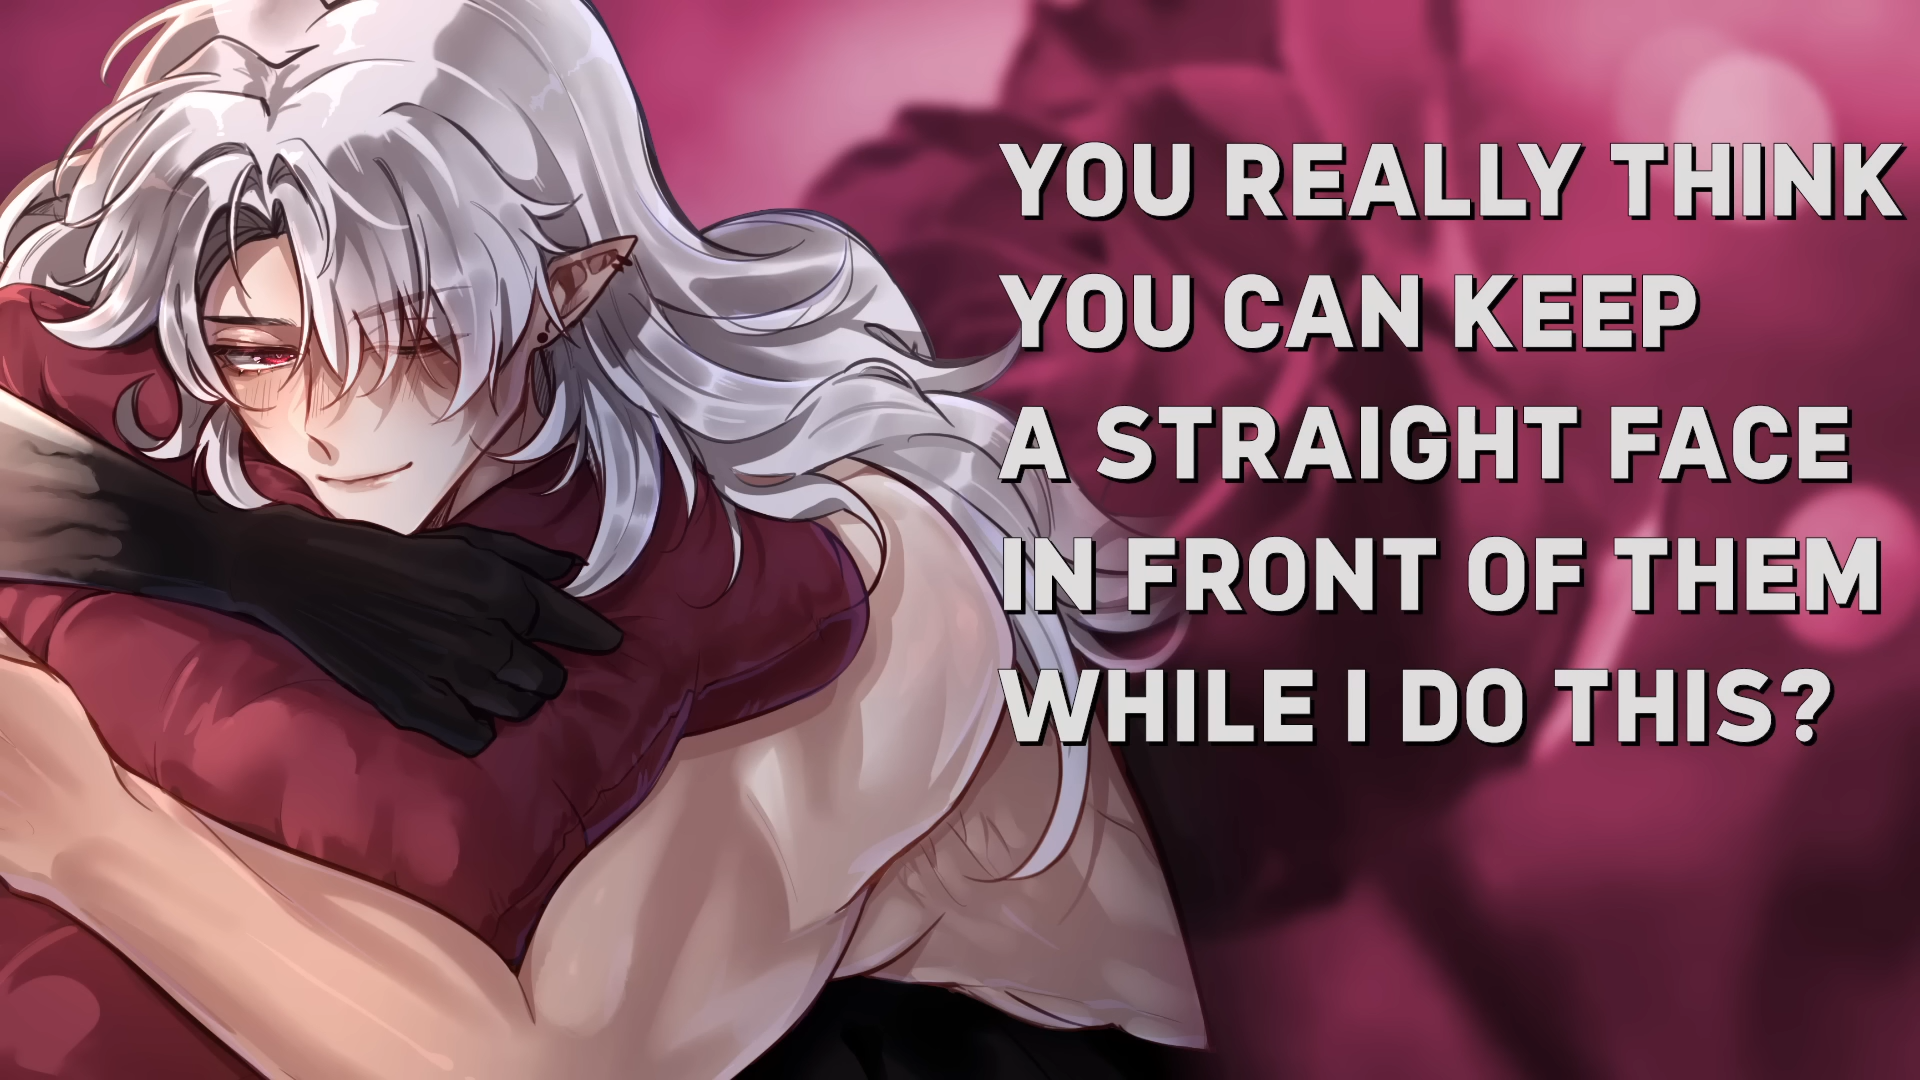 YOU REALLY THINK
YOU CAN KEEP
A STRAIGHT FACE
IN FRONT OF THEM
WHILE I DO THIS?